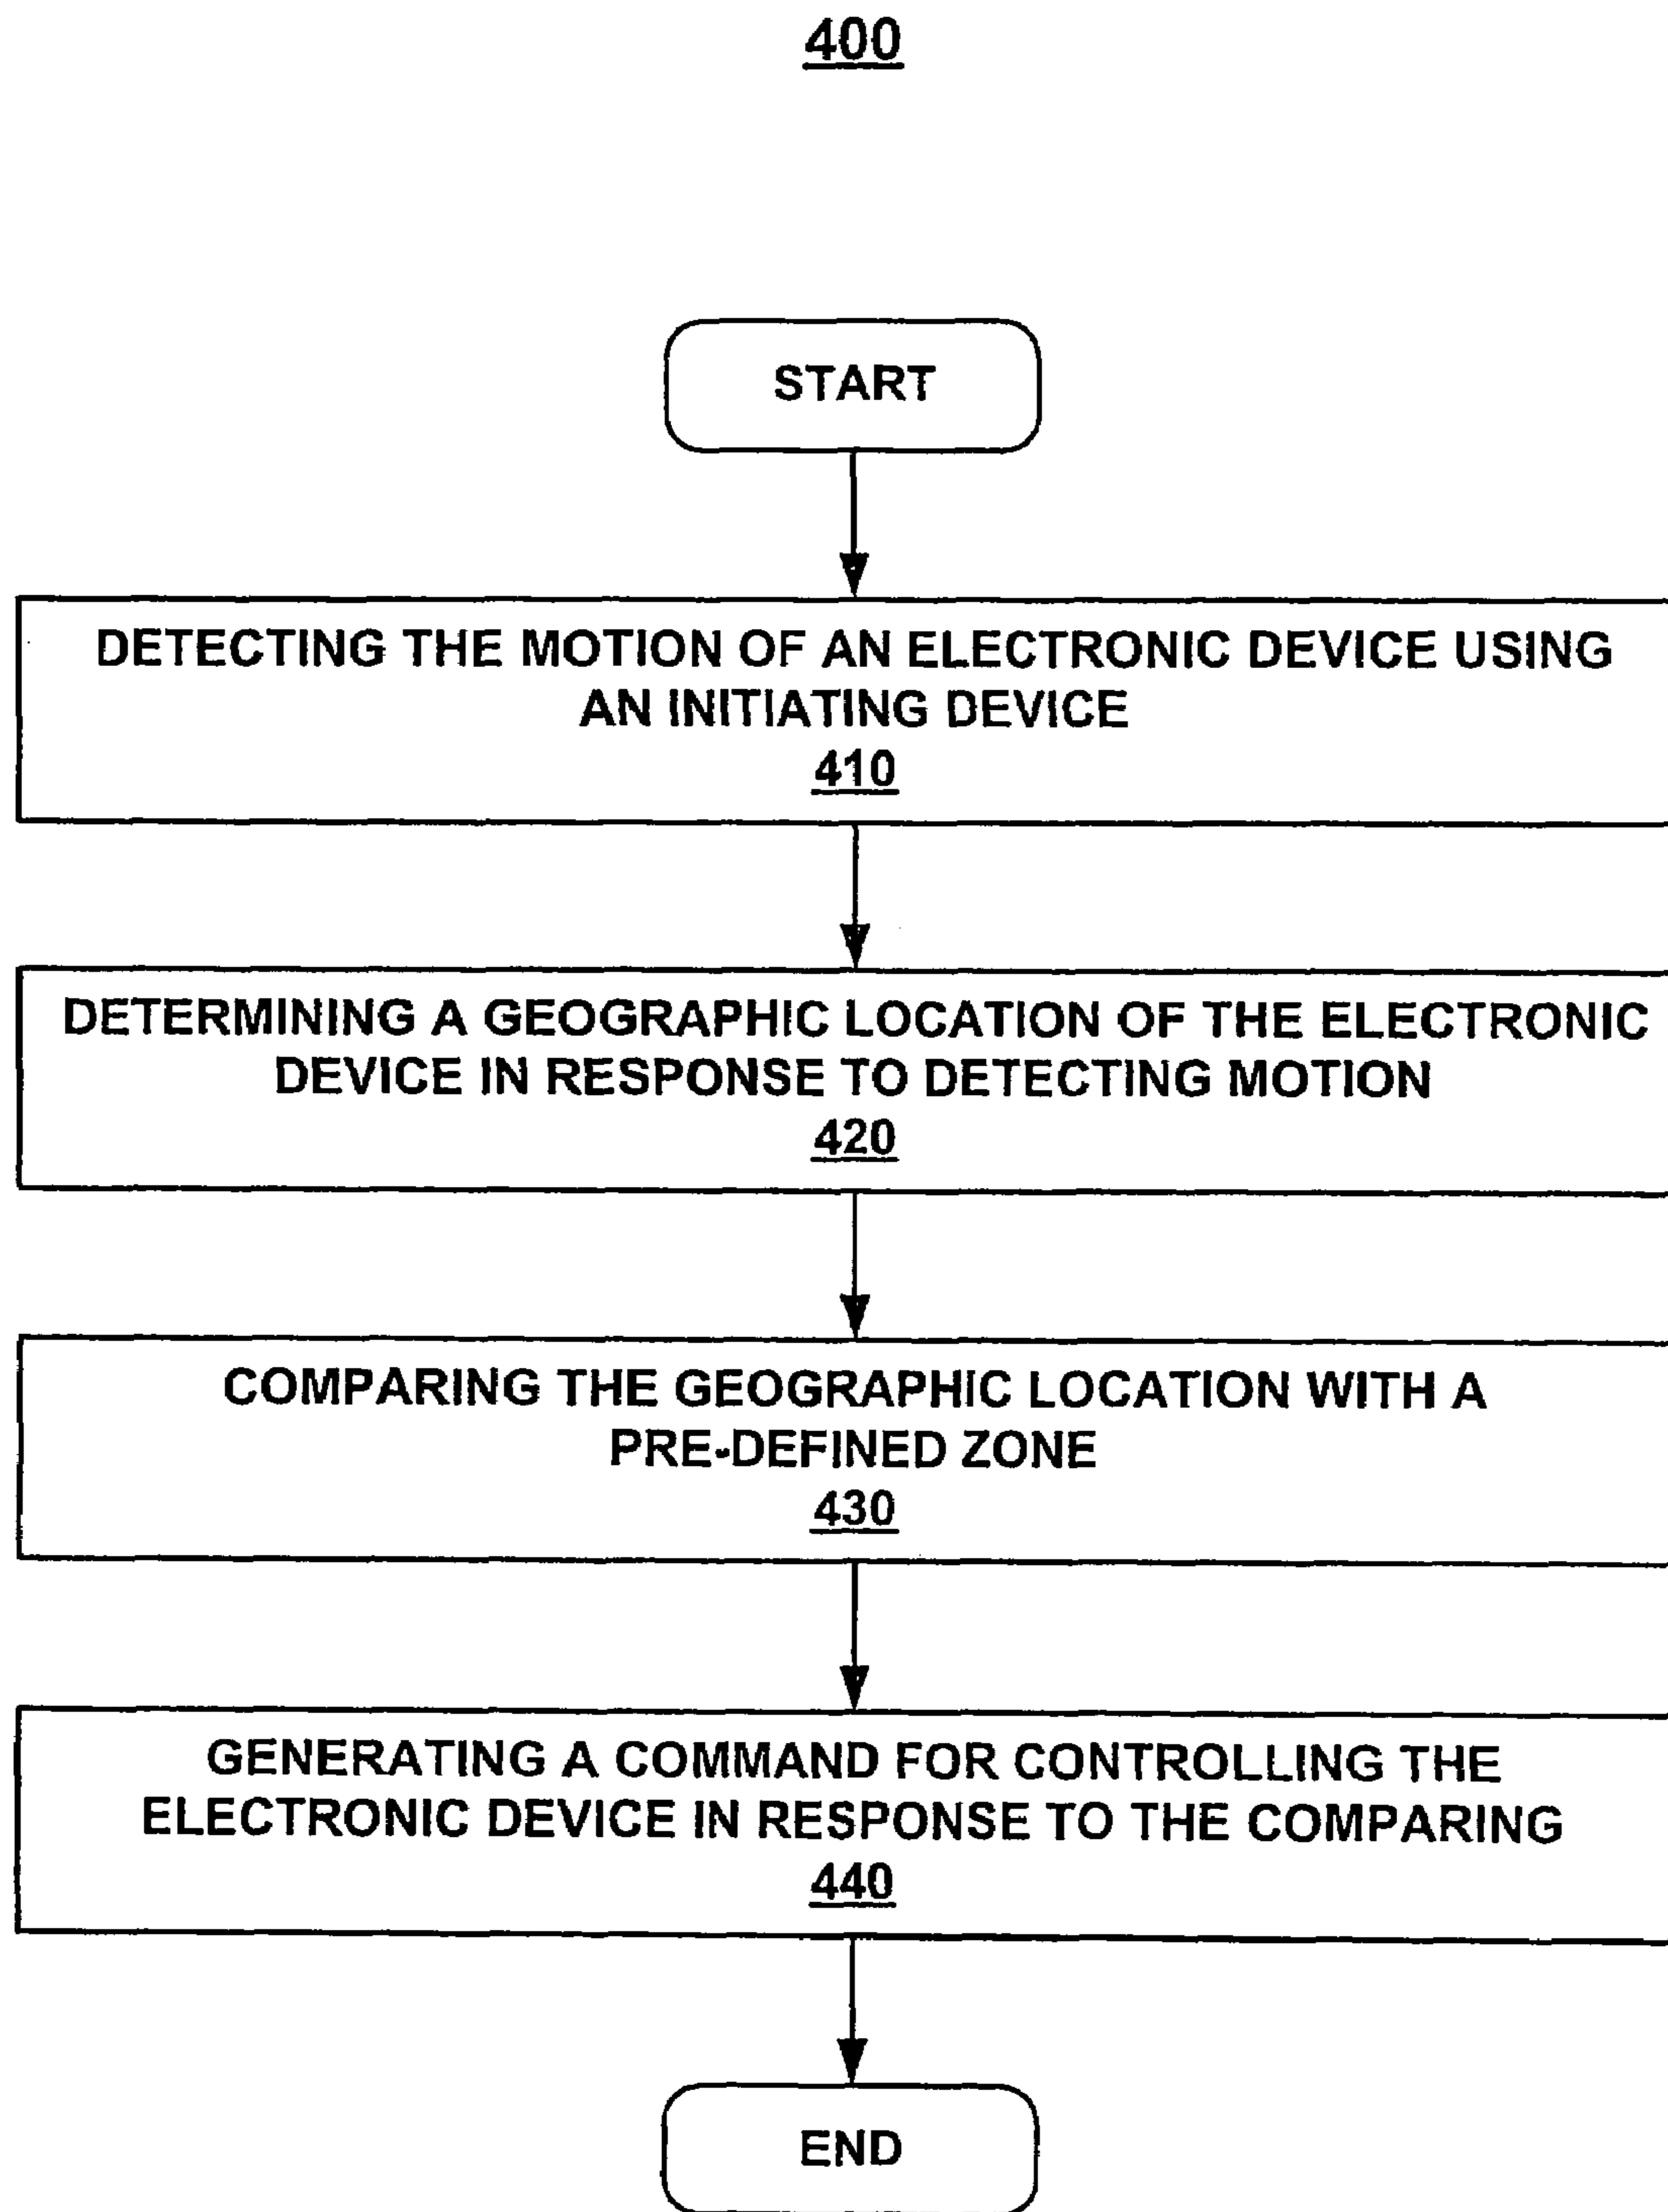 400
START
DETECTING THE MOTION OF AN ELECTRONIC DEVICE USING
AN INITIATING DEVICE
410
DETERMINING A GEOGRAPHIC LOCATION OF THE ELECTRONIC
DEVICE IN RESPONSE TO DETECTING MOTION
420
COMPARING THE GEOGRAPHIC LOCATION WITH A
PRE-DEFINED ZONE
430
GENERATING A COMMAND FOR CONTROLLING THE
ELECTRONIC DEVICE IN RESPONSE TO THE COMPARING
440
END